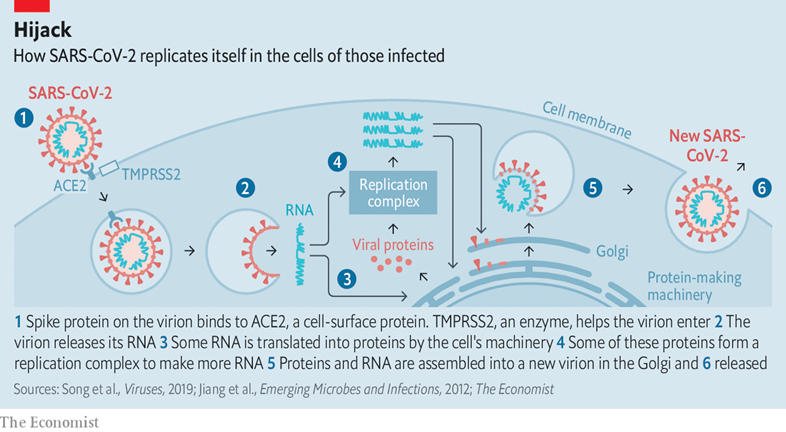 Hijack
How SARS-CoV-2 replicates itself in the cells of those infected
SARS-CoV-2
1
ACE2
TMPRSS2
2
RNA
3
4
Replication
complex
Viral proteins
Cell membrane
5
Golgi
Protein-making
machinery
New SARS-
CoV-2
6
1 Spike protein on the virion binds to ACE2, a cell-surface protein. TMPRSS2, an enzyme, helps the virion enter 2 The
virion releases its RNA 3 Some RNA is translated into proteins by the cell's machinery 4 Some of these proteins form a
replication complex to make more RNA 5 Proteins and RNA are assembled into a new virion in the Golgi and 6 released
Sources: Song et al., Viruses, 2019; Jiang et al., Emerging Microbes and Infections, 2012; The Economist
The Economist